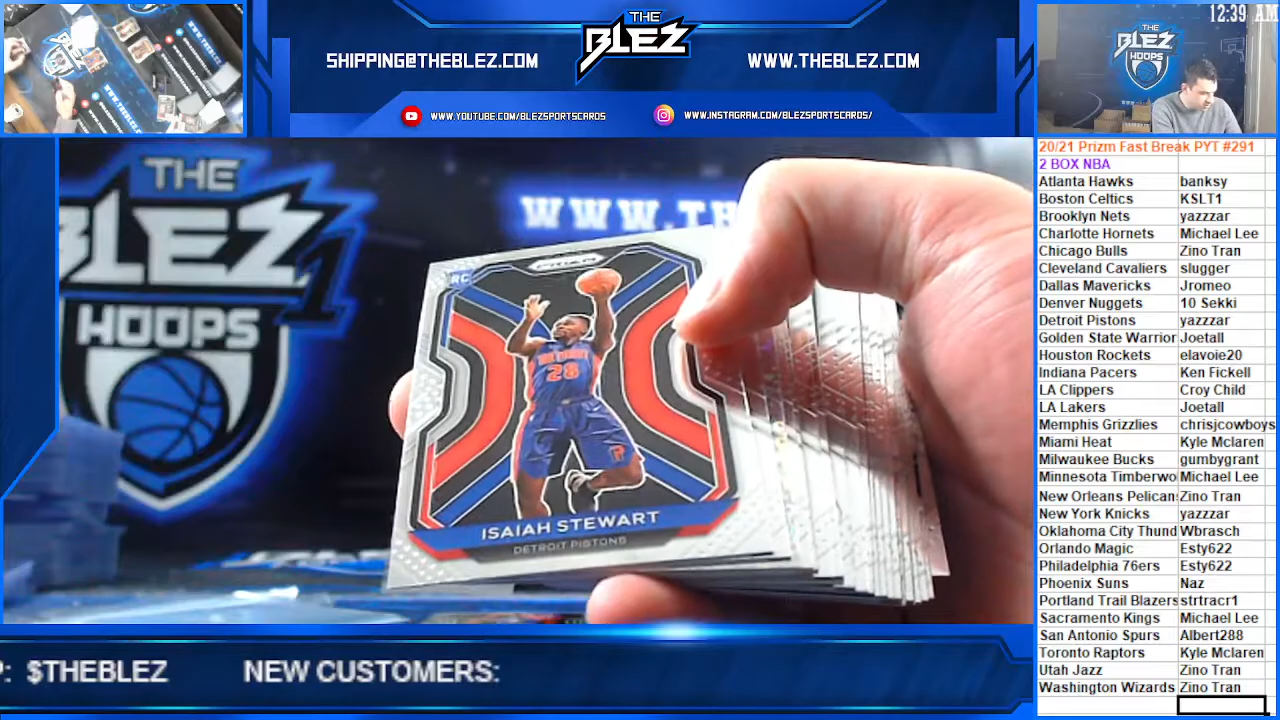 THE
BLEZ
SHIPPING@THEBLEZ.COM
WWW.THEBLEZ.COM
WWW.YOUTUBE.COM/BLEZSPORTSCARDS
WWW.INSTAGRAM.COM/BLEZSPORTSCARDS/
12:39 AM
THE
BLEZ
HOOPS
THE
BLEZ
HOOPS
WWW.TH
PRIZM
RC
DETROIT
28
ISAIAH STEWART
DETROIT PISTONS
20/21 Prizm Fast Break PYT #291
2 BOX NBA
Atlanta Hawks banksy
Boston Celtics KSLT1
Brooklyn Nets yazzzar
Charlotte Hornets Michael Lee
Chicago Bulls Zino Tran
Cleveland Cavaliers slugger
Dallas Mavericks Jromeo
Denver Nuggets 10 Sekki
Detroit Pistons yazzzar
Golden State Warrior Joetall
Houston Rockets elavoie20
Indiana Pacers Ken Fickell
LA Clippers Croy Child
LA Lakers Joetall
Memphis Grizzlies chrisjcowboys
Miami Heat Kyle Mclaren
Milwaukee Bucks gumbygrant
Minnesota Timberwo Michael Lee
New Orleans Pelican Zino Tran
New York Knicks yazzzar
Oklahoma City Thund Wbrasch
Orlando Magic Esty622
Philadelphia 76ers Esty622
Phoenix Suns Naz
Portland Trail Blazers strtracr1
Sacramento Kings Michael Lee
San Antonio Spurs Albert288
Toronto Raptors Kyle Mclaren
Utah Jazz Zino Tran
Washington Wizards Zino Tran
: $THEBLEZ NEW CUSTOMERS: